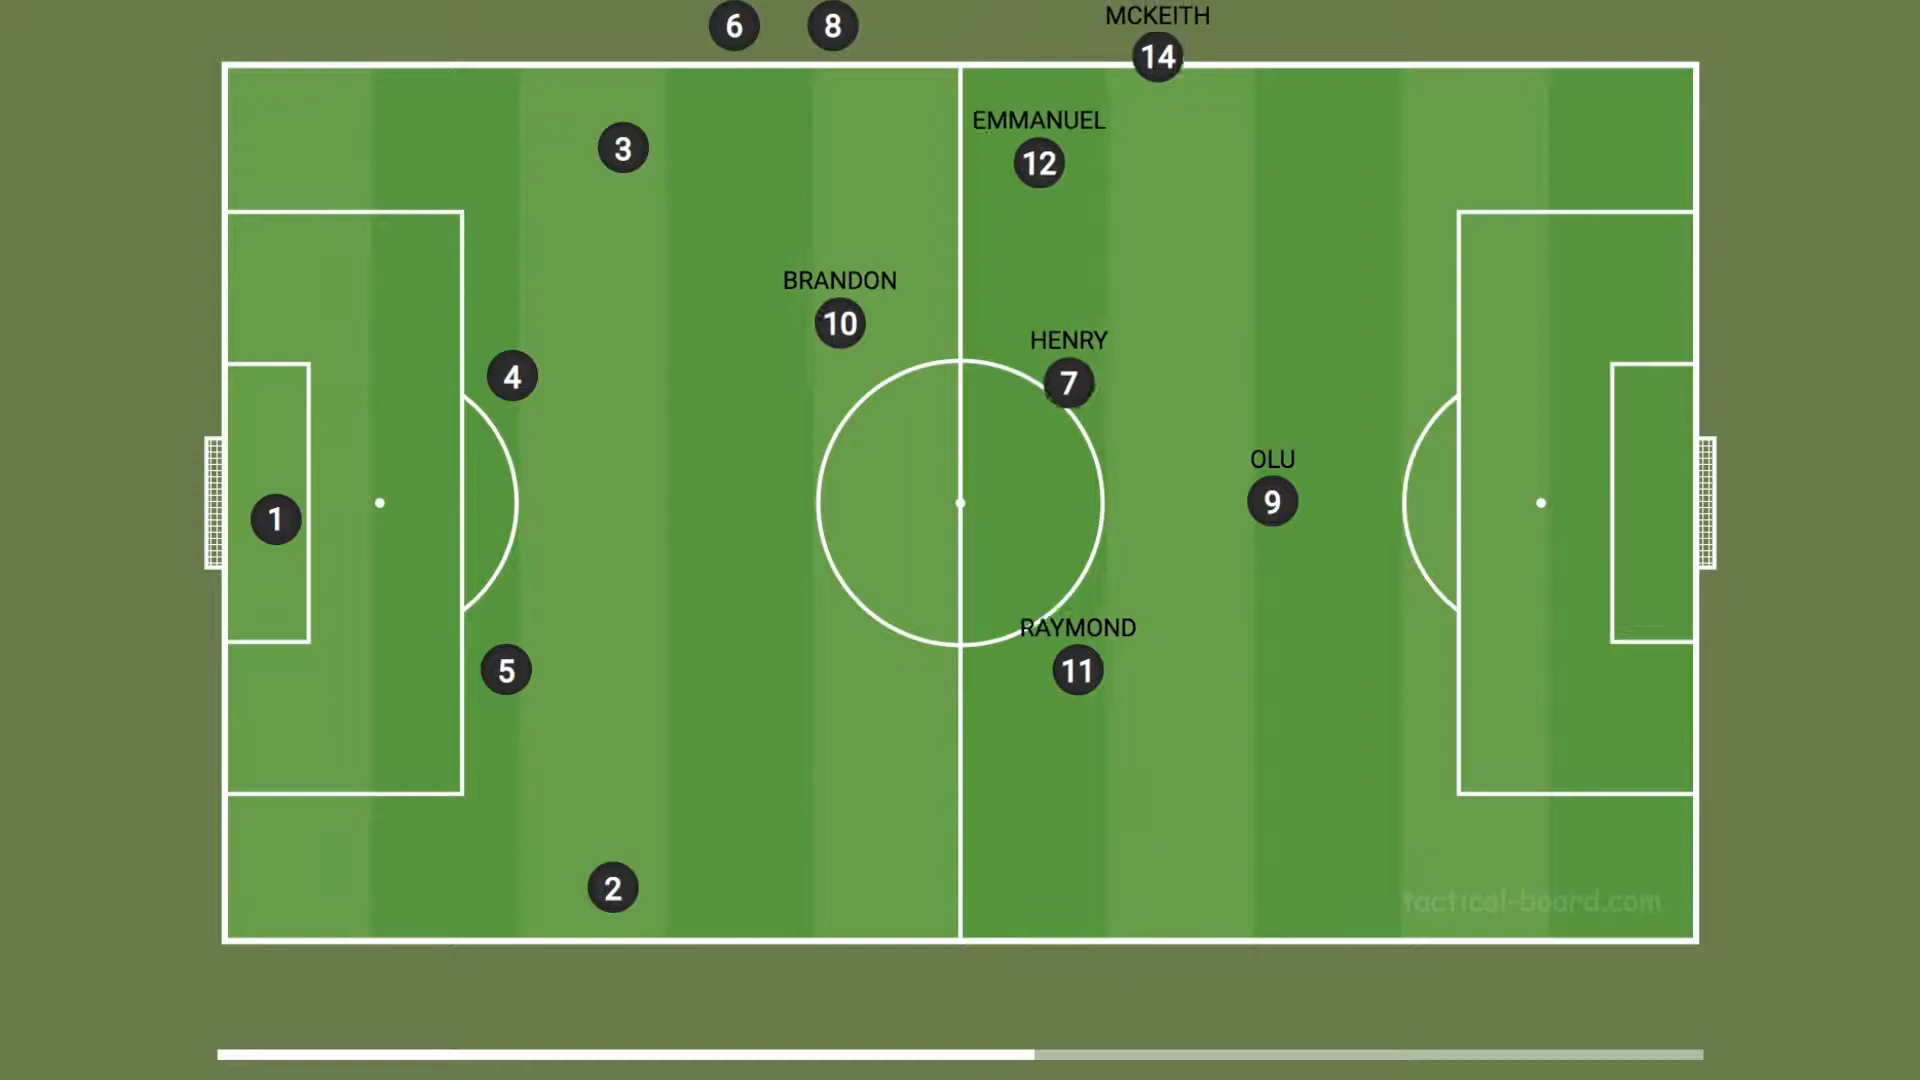 6
8
MCKEITH
14
EMMANUEL
12
3
BRANDON
10
HENRY
7
4
OLU
9
1
RAYMOND
11
5
2
tactical-board.com